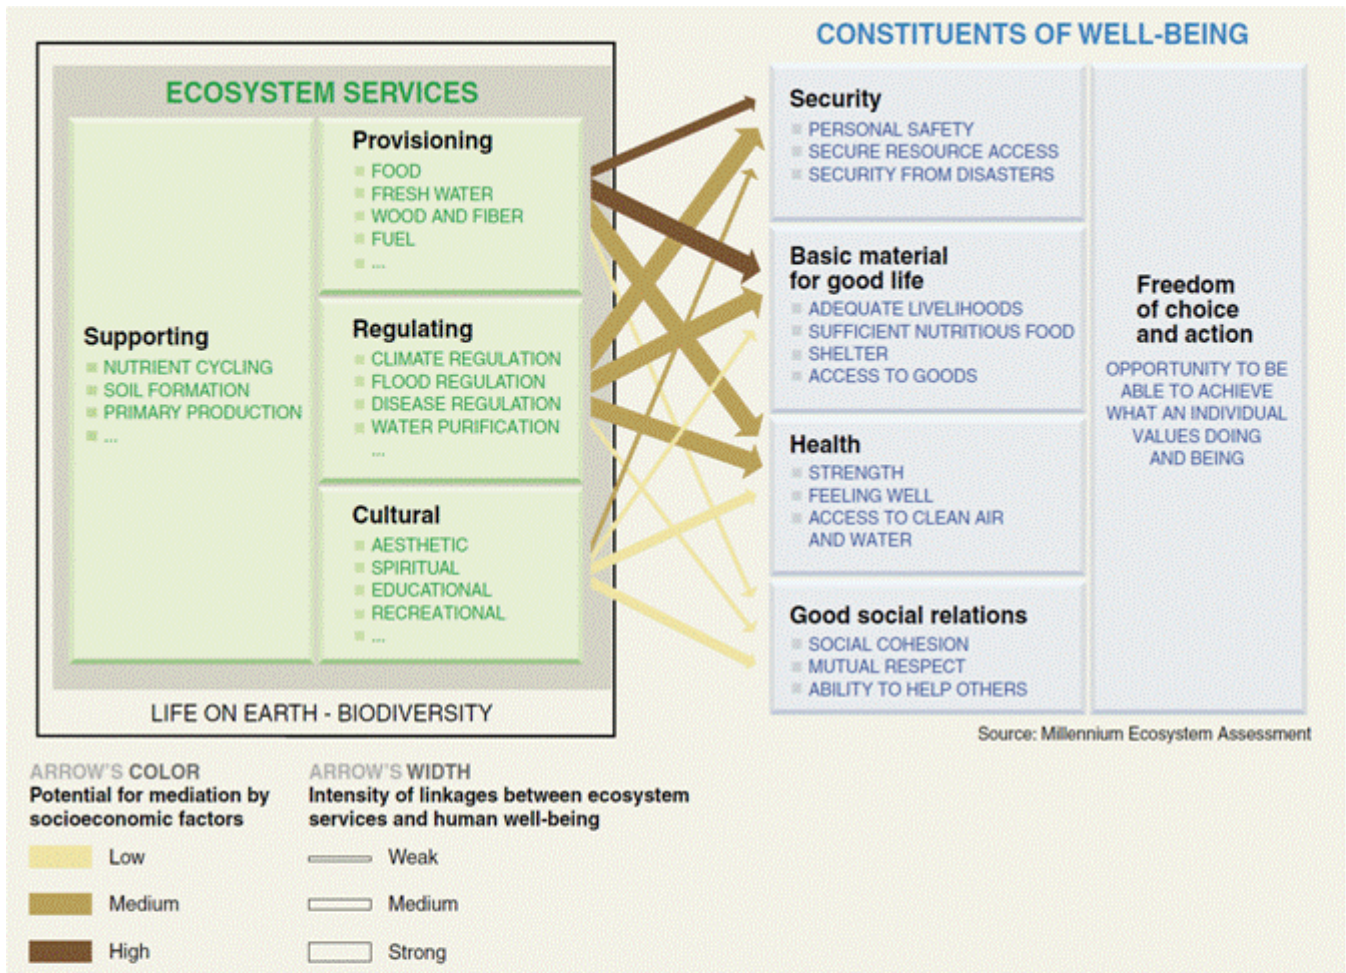 CONSTITUENTS OF WELL-BEING
ECOSYSTEM SERVICES
Supporting
NUTRIENT CYCLING
SOIL FORMATION
PRIMARY PRODUCTION
...
Provisioning
FOOD
FRESH WATER
WOOD AND FIBER
FUEL
...
Regulating
CLIMATE REGULATION
FLOOD REGULATION
DISEASE REGULATION
WATER PURIFICATION
...
Cultural
AESTHETIC
SPIRITUAL
EDUCATIONAL
RECREATIONAL
...
LIFE ON EARTH - BIODIVERSITY
Security
PERSONAL SAFETY
SECURE RESOURCE ACCESS
SECURITY FROM DISASTERS
Basic material
for good life
ADEQUATE LIVELIHOODS
SUFFICIENT NUTRITIOUS FOOD
SHELTER
ACCESS TO GOODS
Health
STRENGTH
FEELING WELL
ACCESS TO CLEAN AIR
AND WATER
Good social relations
SOCIAL COHESION
MUTUAL RESPECT
ABILITY TO HELP OTHERS
Freedom
of choice
and action
OPPORTUNITY TO BE
ABLE TO ACHIEVE
WHAT AN INDIVIDUAL
VALUES DOING
AND BEING
Source: Millennium Ecosystem Assessment
ARROW'S COLOR
Potential for mediation by
socioeconomic factors
Low
Medium
High
ARROW'S WIDTH
Intensity of linkages between ecosystem
services and human well-being
Weak
Medium
Strong